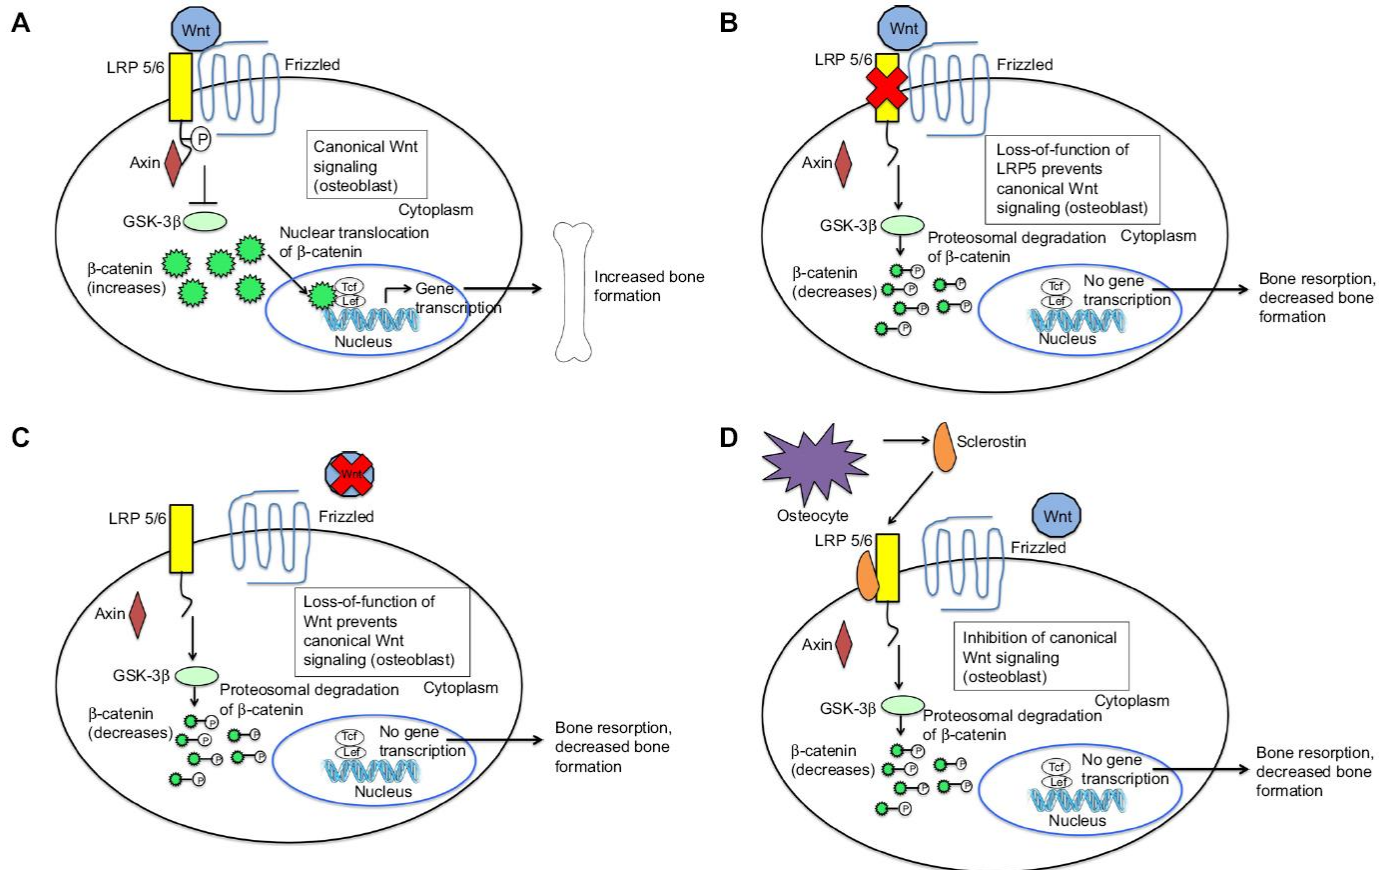 A
Wnt
LRP 5/6
Frizzled
P
Axin
Canonical Wnt
signaling
(osteoblast)
Cytoplasm
GSK-3β
Nuclear translocation
of β-catenin
β-catenin
(increases)
Tcf
Lef
Gene
transcription
Nucleus
Increased bone
formation
B
Wnt
LRP 5/6
Frizzled
Axin
Loss-of-function of
LRP5 prevents
canonical Wnt
signaling (osteoblast)
Cytoplasm
GSK-3β
Proteosomal degradation
of β-catenin
β-catenin
(decreases)
P
P
P
P
P
P
Tcf
Lef
No gene
transcription
Nucleus
Bone resorption,
decreased bone
formation
C
Wnt
LRP 5/6
Frizzled
Axin
Loss-of-function of
Wnt prevents
canonical Wnt
signaling (osteoblast)
Cytoplasm
GSK-3β
Proteosomal degradation
of β-catenin
β-catenin
(decreases)
P
P
P
P
P
P
Tcf
Lef
No gene
transcription
Nucleus
Bone resorption,
decreased bone
formation
D
Sclerostin
Osteocyte
Wnt
LRP 5/6
Frizzled
Axin
Inhibition of canonical
Wnt signaling
(osteoblast)
Cytoplasm
GSK-3β
Proteosomal degradation
of β-catenin
β-catenin
(decreases)
P
P
P
P
P
P
Tcf
Lef
No gene
transcription
Nucleus
Bone resorption,
decreased bone
formation